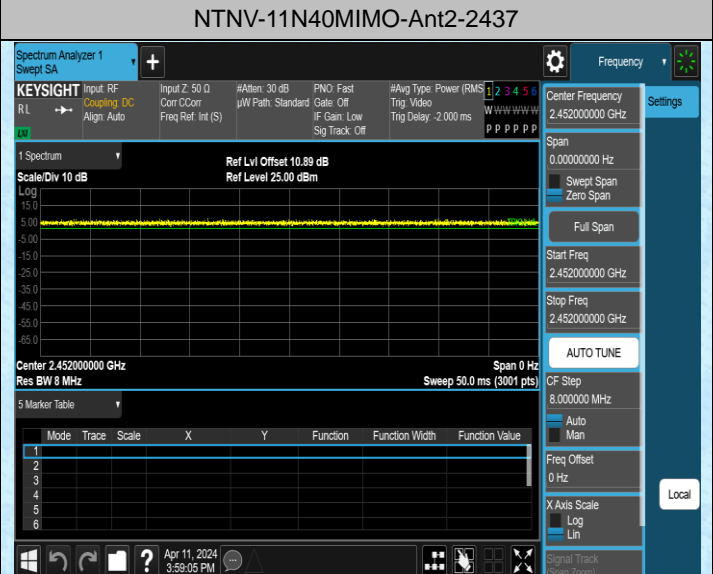 NTNV-11N40MIMO-Ant2-2437
Spectrum Analyzer 1
Swept SA
+
Frequency
KEYSIGHT
RL
LXI
Input: RF
Coupling: DC
Align: Auto
Input Z: 50 Ω
Corr CCorr
Freq Ref: Int (S)
#Atten: 30 dB
µW Path: Standard
PNO: Fast
Gate: Off
IF Gain: Low
Sig Track: Off
#Avg Type: Power (RMS
Trig: Video
Trig Delay: -2.000 ms
1 2 3 4 5 6
W W W W W W
P P P P P P
Center Frequency
2.452000000 GHz
Settings
Span
0.00000000 Hz
Swept Span
Zero Span
Full Span
Start Freq
2.452000000 GHz
Stop Freq
2.452000000 GHz
AUTO TUNE
CF Step
8.000000 MHz
Auto
Man
Freq Offset
0 Hz
X Axis Scale
Log
Lin
Signal Track
(Span Zoom)
Local
1 Spectrum
Scale/Div 10 dB
Ref Lvl Offset 10.89 dB
Ref Level 25.00 dBm
Log
15.0
5.00
-5.00
-15.0
-25.0
-35.0
-45.0
-55.0
-65.0
Center 2.452000000 GHz
Span 0 Hz
Res BW 8 MHz
Sweep 50.0 ms (3001 pts)
5 Marker Table
Mode Trace Scale X Y Function Function Width Function Value
1
2
3
4
5
6
?
Apr 11, 2024
3:59:05 PM